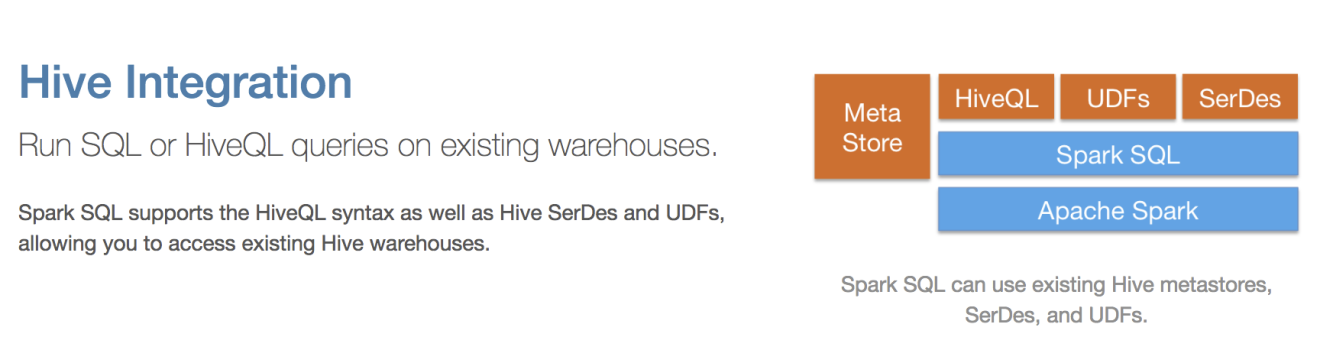 Hive Integration
Run SQL or HiveQL queries on existing warehouses.
Spark SQL supports the HiveQL syntax as well as Hive SerDes and UDFs,
allowing you to access existing Hive warehouses.
Meta
Store
HiveQL
UDFs
SerDes
Spark SQL
Apache Spark
Spark SQL can use existing Hive metastores,
SerDes, and UDFs.